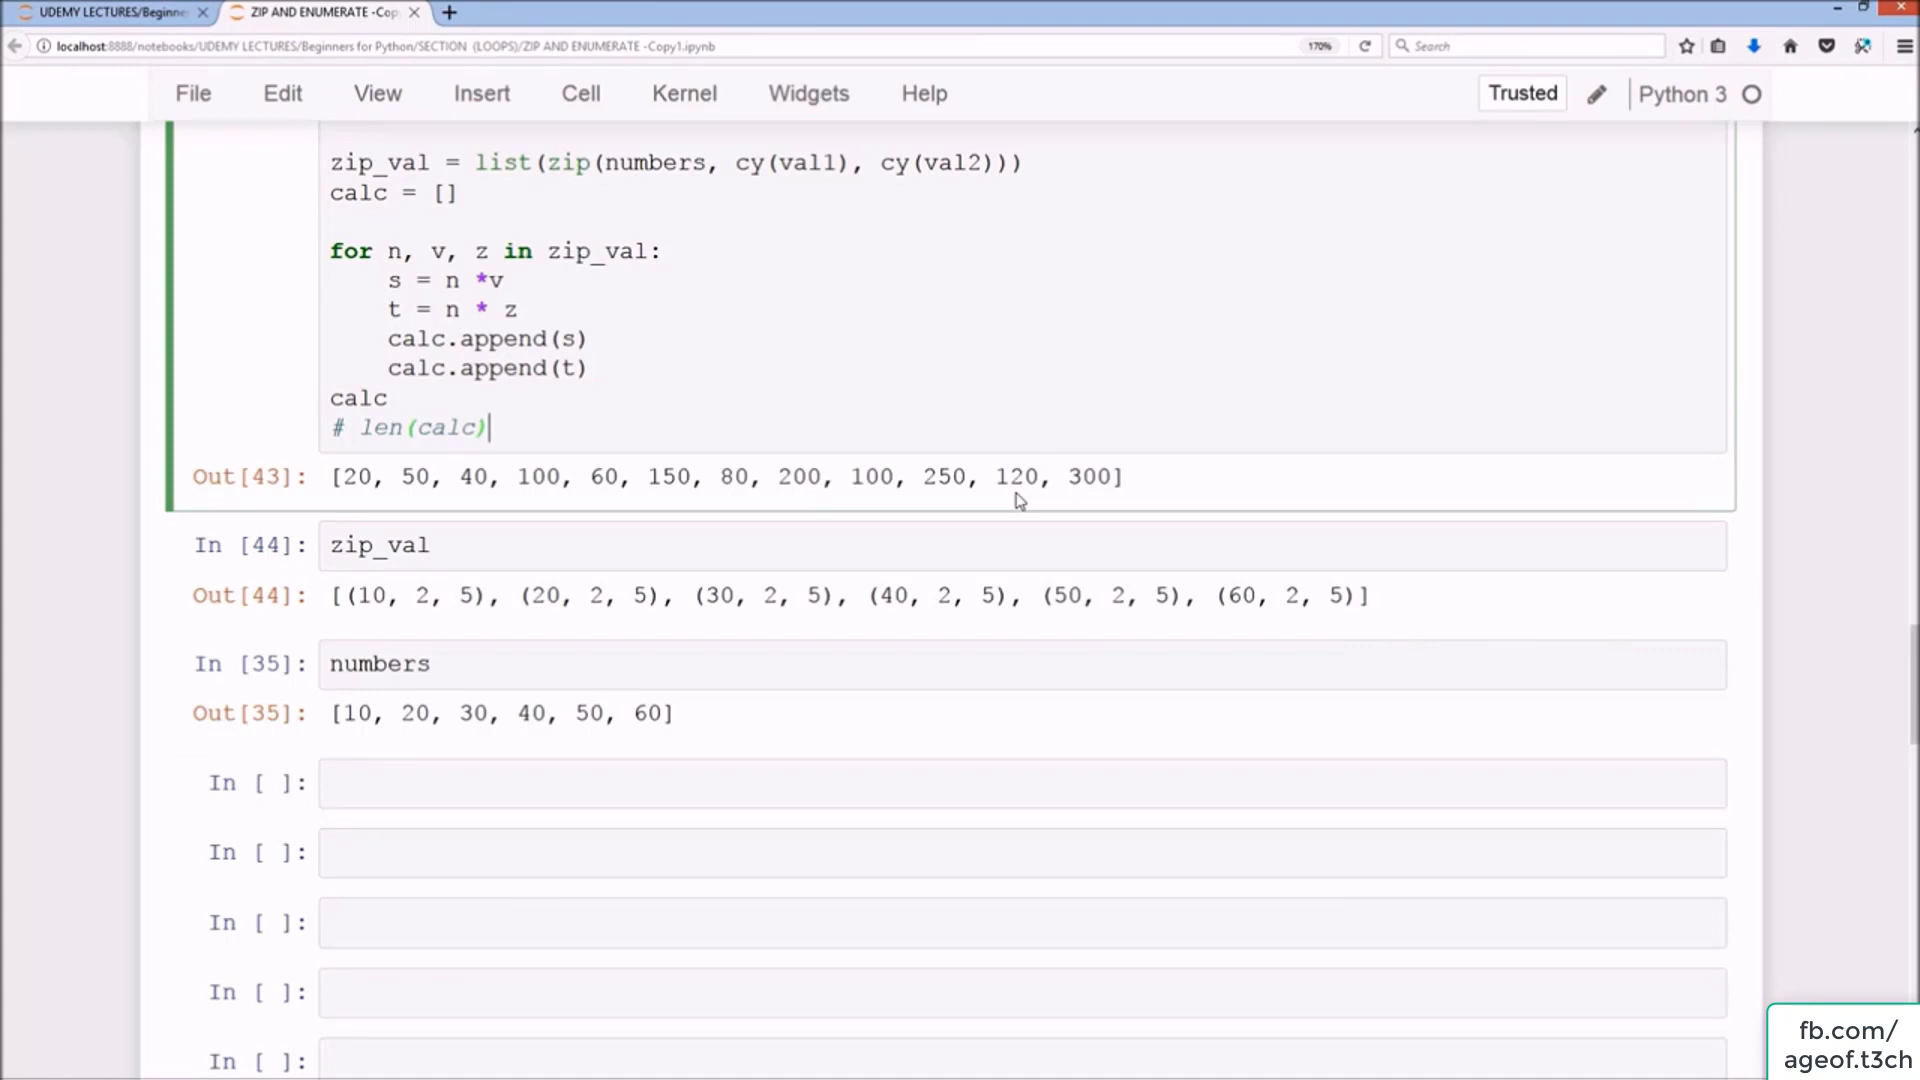 UDEMY LECTURES/Beginne
ZIP AND ENUMERATE -Cop
localhost:8888/notebooks/UDEMY LECTURES/Beginners for Python/SECTION (LOOPS)/ZIP AND ENUMERATE -Copy1.ipynb
170%
Search
File Edit View Insert Cell Kernel Widgets Help
Trusted
Python 3
zip_val = list(zip(numbers, cy(val1), cy(val2)))
calc = []
for n, v, z in zip_val:
    s = n *v
    t = n * z
    calc.append(s)
    calc.append(t)
calc
# len(calc)
Out[43]: [20, 50, 40, 100, 60, 150, 80, 200, 100, 250, 120, 300]
In [44]: zip_val
Out[44]: [(10, 2, 5), (20, 2, 5), (30, 2, 5), (40, 2, 5), (50, 2, 5), (60, 2, 5)]
In [35]: numbers
Out[35]: [10, 20, 30, 40, 50, 60]
In [ ]:
In [ ]:
In [ ]:
In [ ]:
In [ ]:
fb.com/
ageof.t3ch